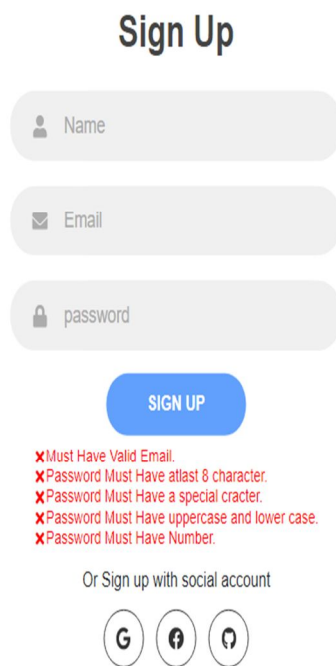 Sign Up
Name
Email
password
SIGN UP
Must Have Valid Email.
Password Must Have atlast 8 character.
Password Must Have a special cracter.
Password Must Have uppercase and lower case.
Password Must Have Number.
Or Sign up with social account
G